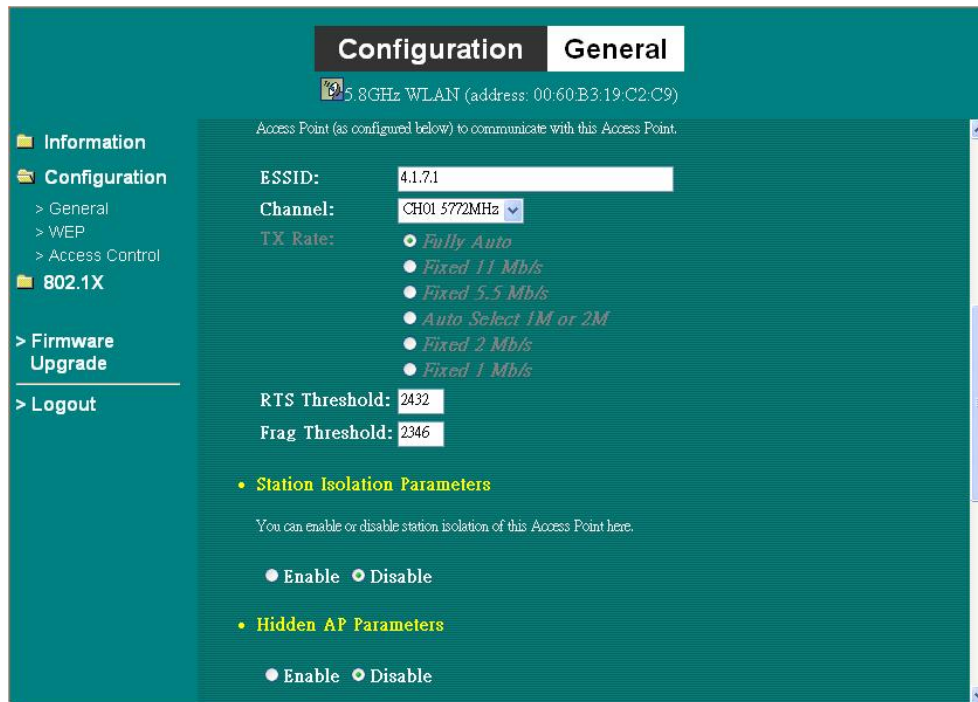 Configuration General
5.8GHz WLAN (address: 00:60:B3:19:C2:C9)
Information
Configuration
> General
> WEP
> Access Control
802.1X
> Firmware
Upgrade
> Logout
Access Point (as configured below) to communicate with this Access Point.
ESSID: 4.1.7.1
Channel: CH01 5772MHz
TX Rate: Fully Auto
Fixed 11 Mb/s
Fixed 5.5 Mb/s
Auto Select 1M or 2M
Fixed 2 Mb/s
Fixed 1 Mb/s
RTS Threshold: 2432
Frag Threshold: 2346
• Station Isolation Parameters
You can enable or disable station isolation of this Access Point here.
Enable Disable
• Hidden AP Parameters
Enable Disable